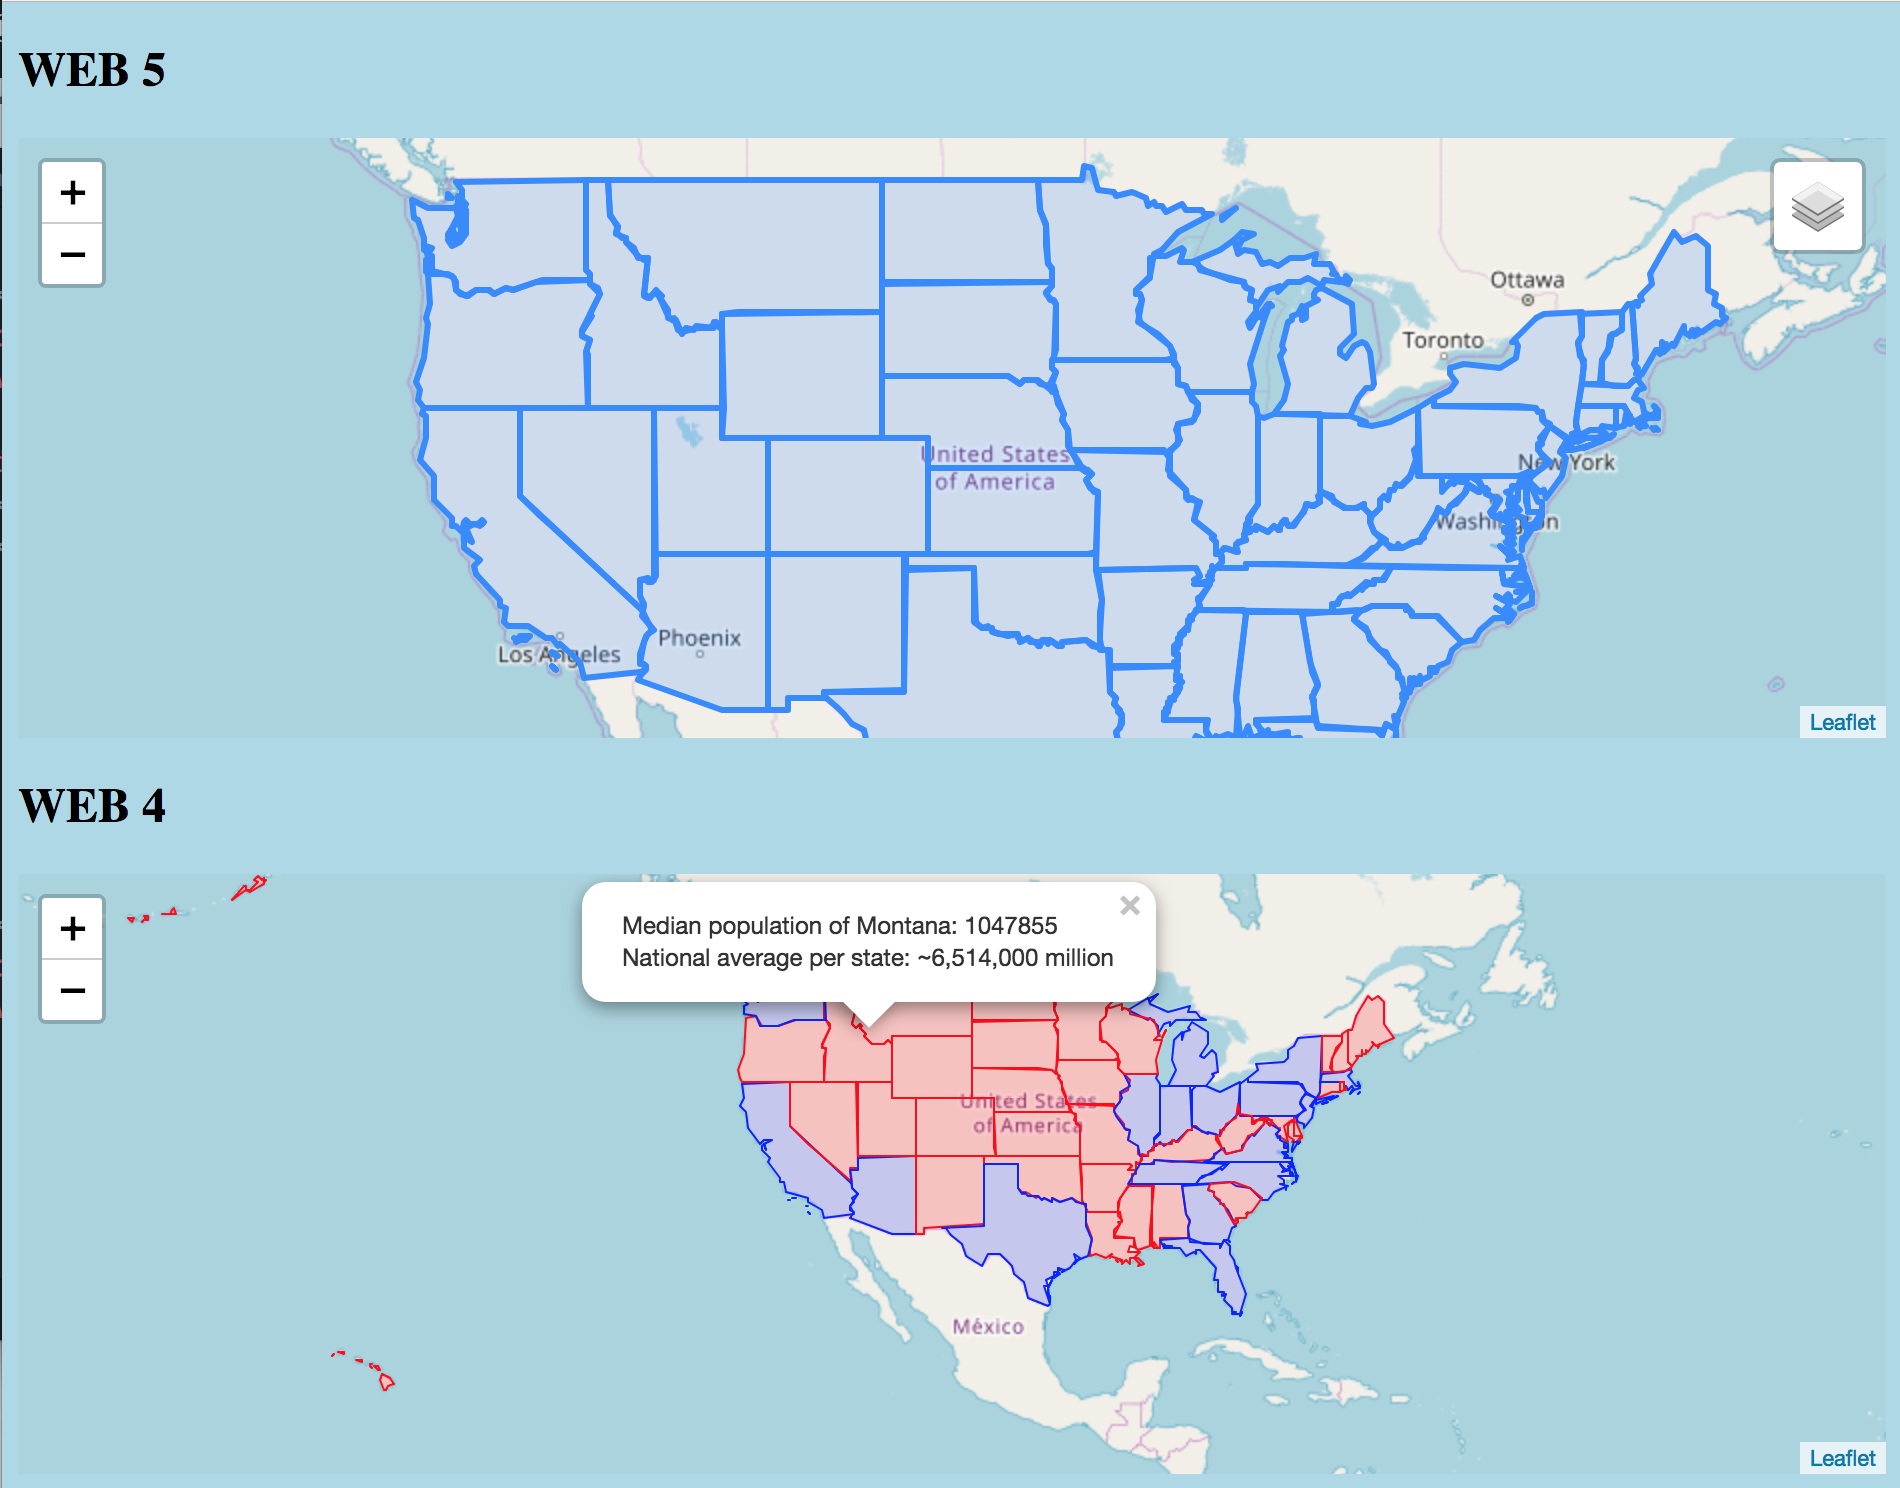 WEB 5
+
−
Ottawa
Toronto
United States
of America
New York
Washington
Phoenix
Los Angeles
Leaflet
WEB 4
+
−
×
Median population of Montana: 1047855
National average per state: ~6,514,000 million
United States
of America
México
Leaflet